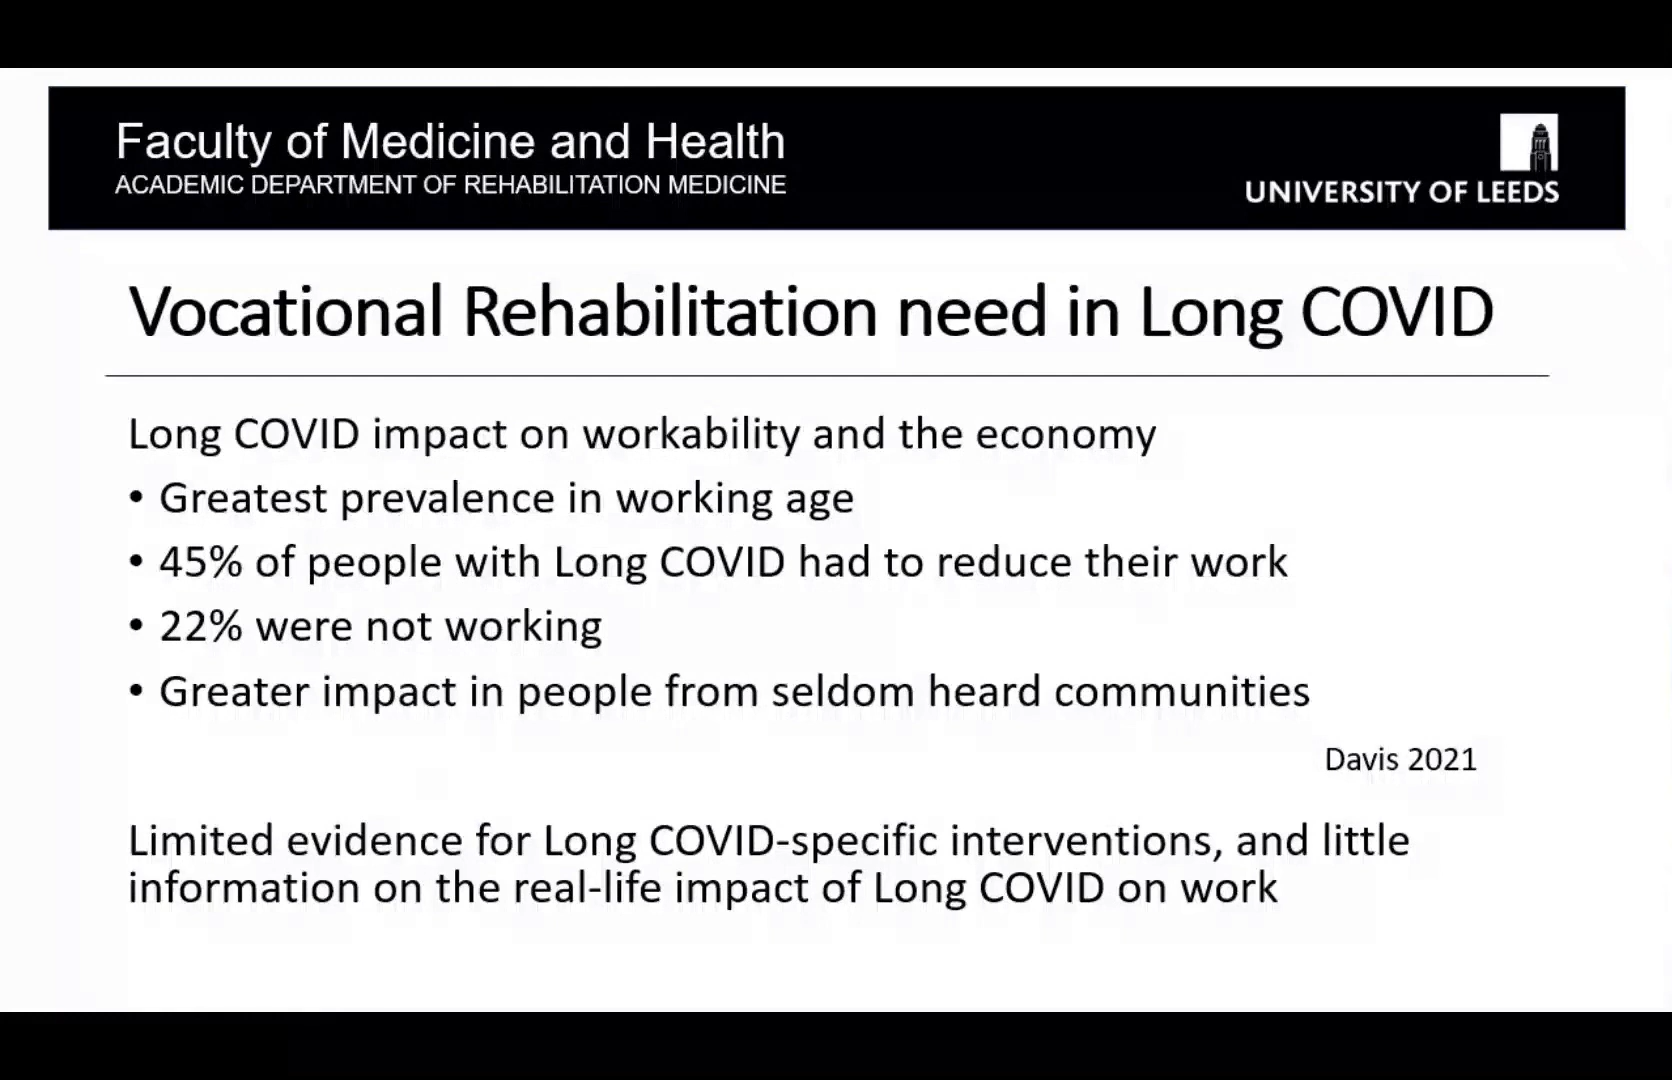 Faculty of Medicine and Health
ACADEMIC DEPARTMENT OF REHABILITATION MEDICINE
UNIVERSITY OF LEEDS
Vocational Rehabilitation need in Long COVID
Long COVID impact on workability and the economy
• Greatest prevalence in working age
• 45% of people with Long COVID had to reduce their work
• 22% were not working
• Greater impact in people from seldom heard communities
Davis 2021
Limited evidence for Long COVID-specific interventions, and little
information on the real-life impact of Long COVID on work